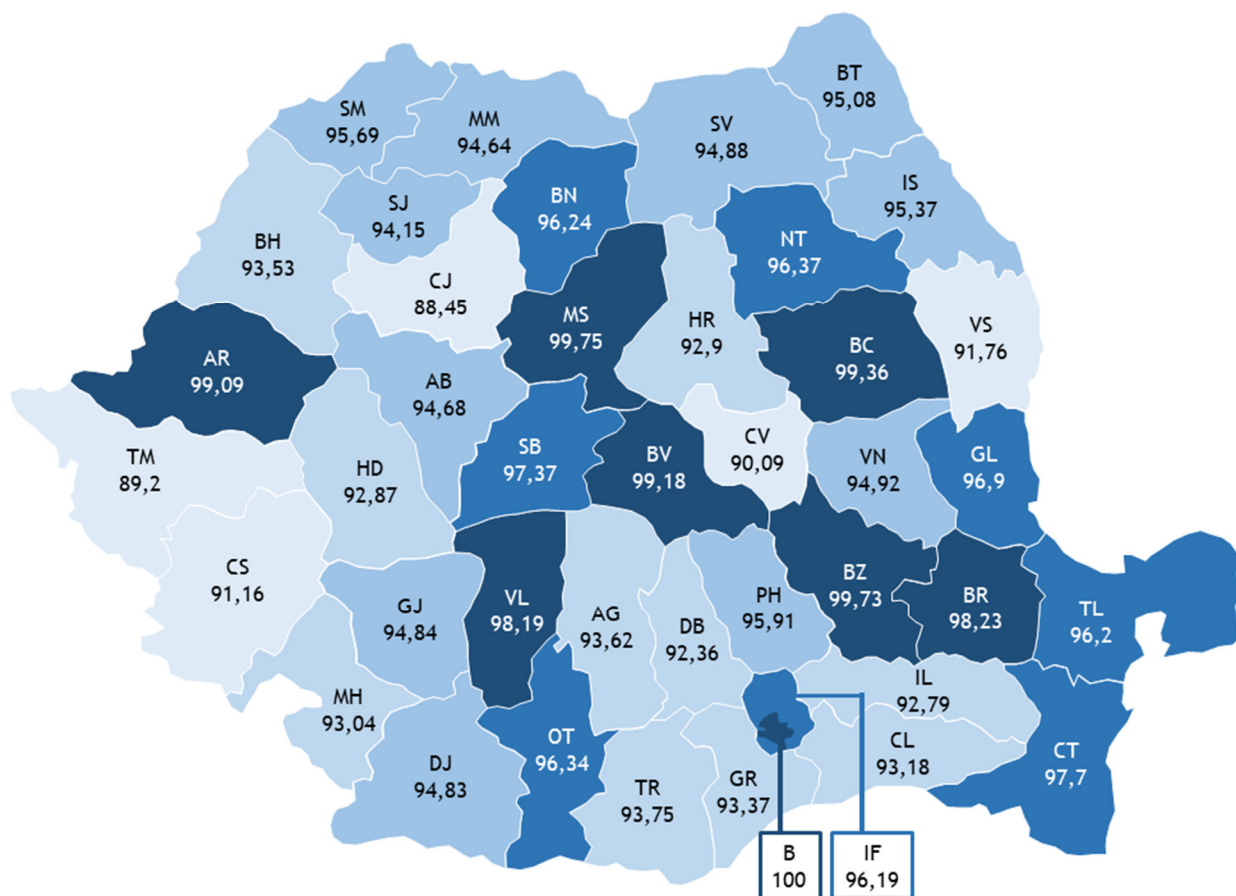 BT
95,08
SM
95,69
MM
94,64
SV
94,88
BN
96,24
IS
95,37
SJ
94,15
BH
93,53
NT
96,37
CJ
88,45
MS
99,75
HR
92,9
BC
99,36
VS
91,76
AR
99,09
AB
94,68
TM
89,2
HD
92,87
SB
97,37
BV
99,18
CV
90,09
VN
94,92
GL
96,9
CS
91,16
GJ
94,84
VL
98,19
AG
93,62
DB
92,36
PH
95,91
BZ
99,73
BR
98,23
TL
96,2
MH
93,04
IL
92,79
DJ
94,83
OT
96,34
TR
93,75
GR
93,37
CL
93,18
CT
97,7
B
100
IF
96,19